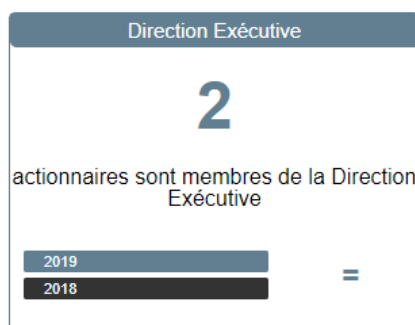 Direction Exécutive
2
actionnaires sont membres de la Direction
Exécutive
2019
2018
=